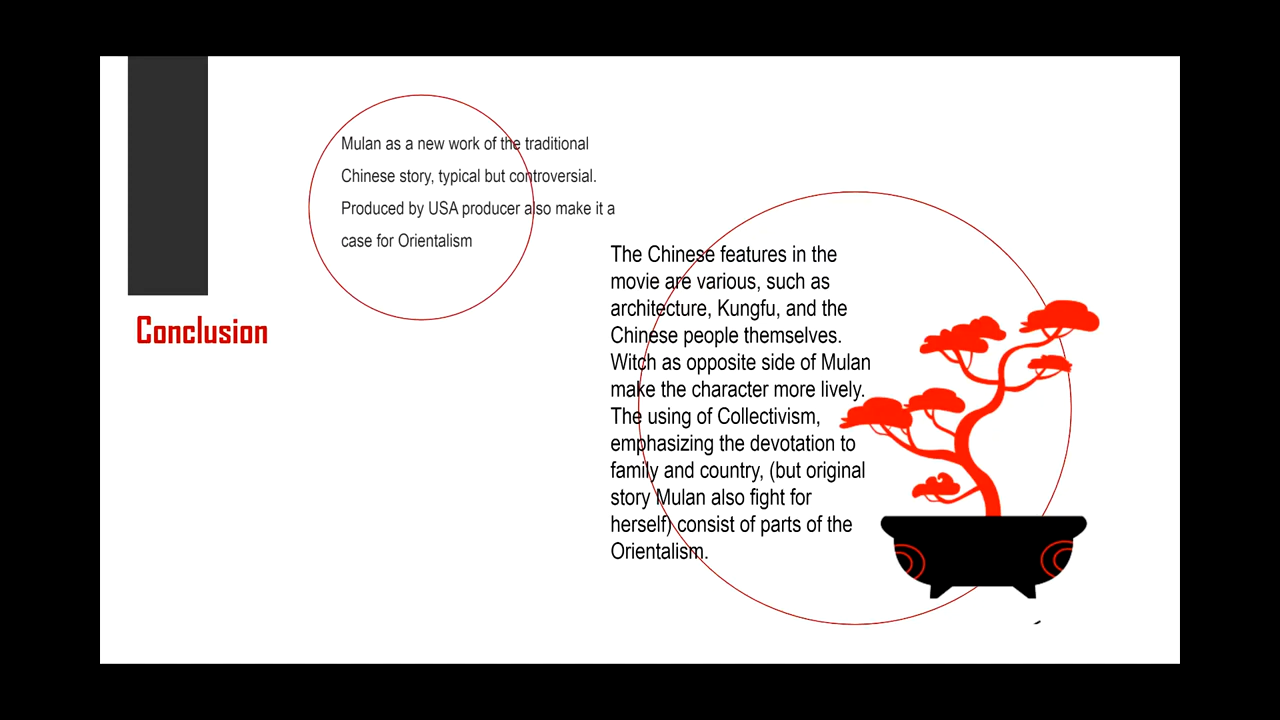 Mulan as a new work of the traditional
Chinese story, typical but controversial.
Produced by USA producer also make it a
case for Orientalism
Conclusion
The Chinese features in the
movie are various, such as
architecture, Kungfu, and the
Chinese people themselves.
Witch as opposite side of Mulan
make the character more lively.
The using of Collectivism,
emphasizing the devotation to
family and country, (but original
story Mulan also fight for
herself) consist of parts of the
Orientalism.